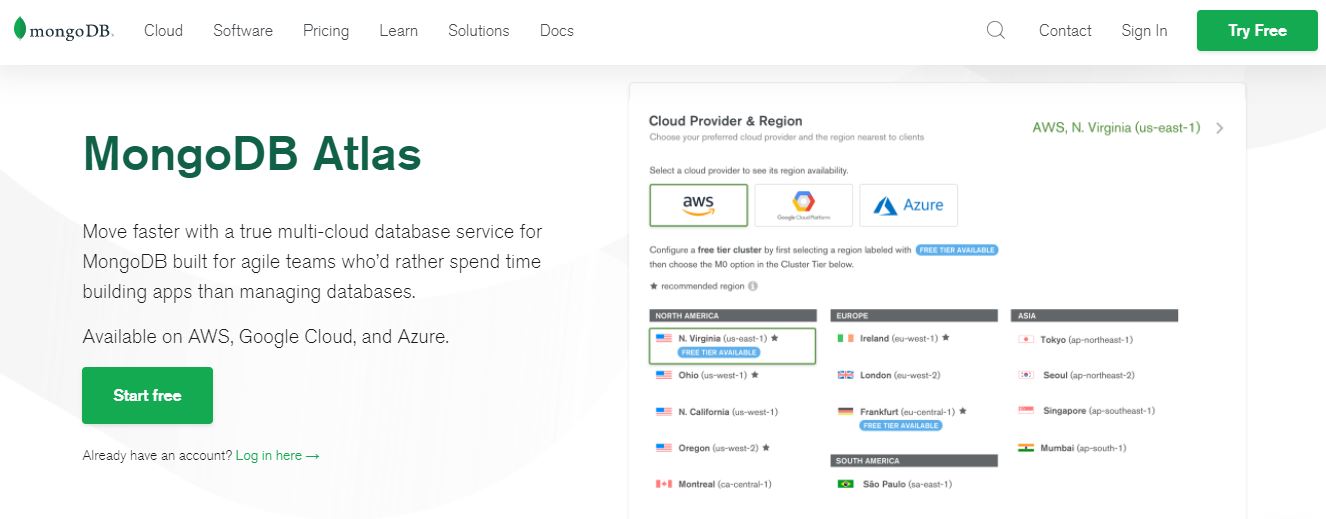 mongoDB.
Cloud
Software
Pricing
Learn
Solutions
Docs
Contact
Sign In
Try Free
MongoDB Atlas
Move faster with a true multi-cloud database service for
MongoDB built for agile teams who'd rather spend time
building apps than managing databases.
Available on AWS, Google Cloud, and Azure.
Start free
Already have an account? Log in here →
Cloud Provider & Region
Choose your preferred cloud provider and the region nearest to clients
AWS, N. Virginia (us-east-1)
Select a cloud provider to see its region availability.
aws
Google Cloud Platform
Azure
Configure a free tier cluster by first selecting a region labeled with FREE TIER AVAILABLE
then choose the M0 option in the Cluster Tier below.
★ recommended region
NORTH AMERICA
N. Virginia (us-east-1) ★
FREE TIER AVAILABLE
Ohio (us-west-1) ★
N. California (us-west-1)
Oregon (us-west-2) ★
Montreal (ca-central-1)
EUROPE
Ireland (eu-west-1) ★
London (eu-west-2)
Frankfurt (eu-central-1) ★
FREE TIER AVAILABLE
SOUTH AMERICA
São Paulo (sa-east-1)
ASIA
Tokyo (ap-northeast-1)
Seoul (ap-northeast-2)
Singapore (ap-southeast-1)
Mumbai (ap-south-1)